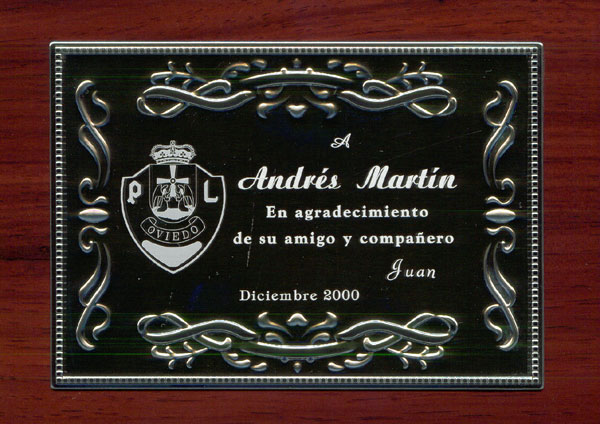 A
Andrés Martín
En agradecimiento
de su amigo y compañero
Juan
Diciembre 2000
P L
OVIEDO